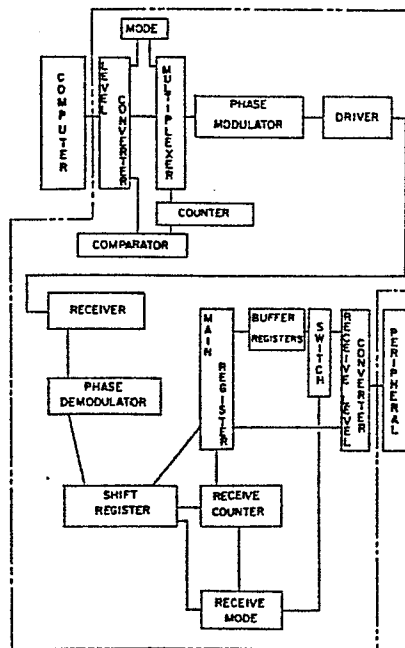 MODE
COMPUTER
LEVEL
CONVERTER
MULTIPLEXER
PHASE
MODULATOR
DRIVER
COUNTER
COMPARATOR
RECEIVER
MAIN
REGISTER
BUFFER
REGISTERS
SWITCH
RECEIVE LEVEL
CONVERTER
PERIPHERAL
PHASE
DEMODULATOR
SHIFT
REGISTER
RECEIVE
COUNTER
RECEIVE
MODE